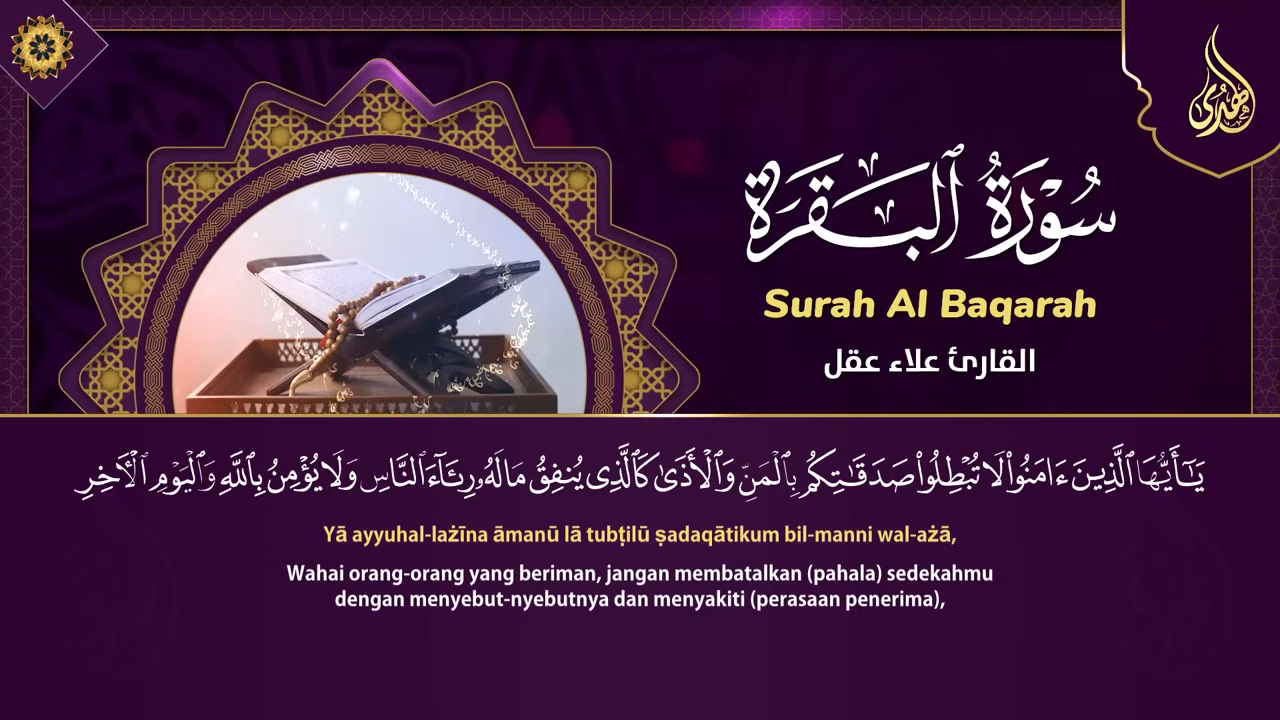 الهدى
سُورَةُ ٱلْبَقَرَة
Surah Al Baqarah
القارئ علاء عقل
يَـٰٓأَيُّهَا ٱلَّذِينَ ءَامَنُوا۟ لَا تُبْطِلُوا۟ صَدَقَـٰتِكُم بِٱلْمَنِّ وَٱلْأَذَىٰ كَٱلَّذِى يُنفِقُ مَالَهُۥ رِئَآءَ ٱلنَّاسِ وَلَا يُؤْمِنُ بِٱللَّهِ وَٱلْيَوْمِ ٱلْـَٔاخِرِ
Yā ayyuhal-lażīna āmanū lā tubṭilū ṣadaqātikum bil-manni wal-ażā,
Wahai orang-orang yang beriman, jangan membatalkan (pahala) sedekahmu
dengan menyebut-nyebutnya dan menyakiti (perasaan penerima),